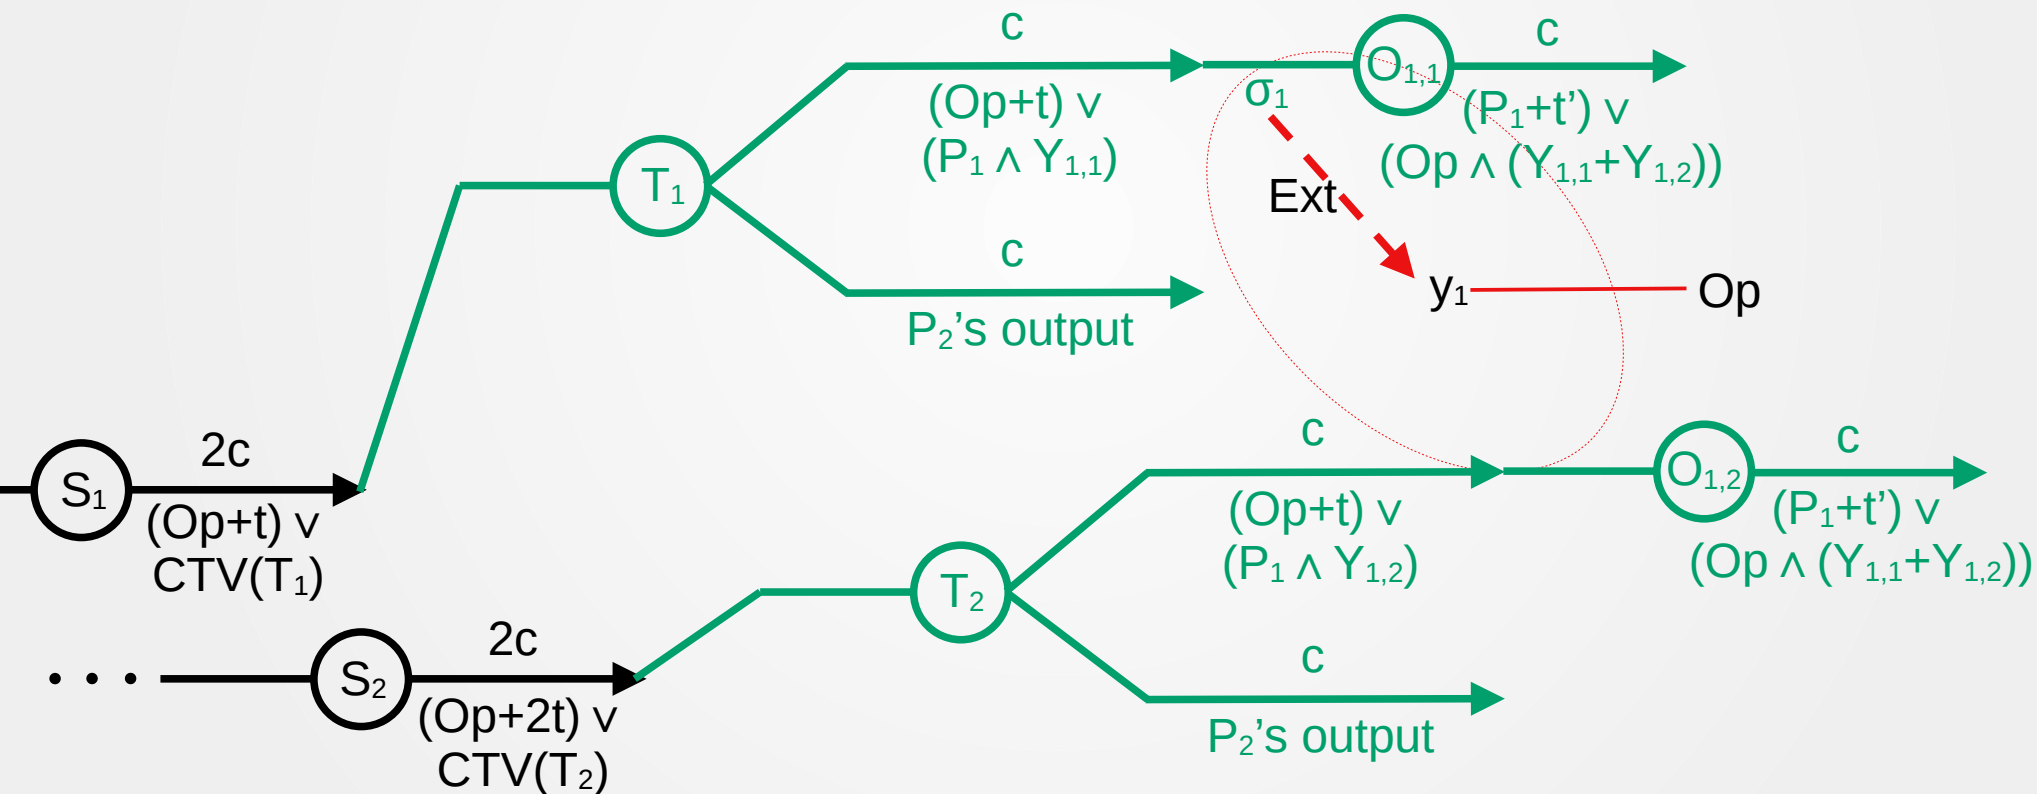 c
(Op+t) ∨
(P₁ ∧ Y₁,₁)
σ₁
O₁,₁
c
(P₁+t’) ∨
(Op ∧ (Y₁,₁+Y₁,₂))
T₁
Ext
c
P₂’s output
y₁
Op
S₁
2c
(Op+t) ∨
CTV(T₁)
c
(Op+t) ∨
(P₁ ∧ Y₁,₂)
O₁,₂
c
(P₁+t’) ∨
(Op ∧ (Y₁,₁+Y₁,₂))
T₂
. . .
S₂
2c
(Op+2t) ∨
CTV(T₂)
c
P₂’s output